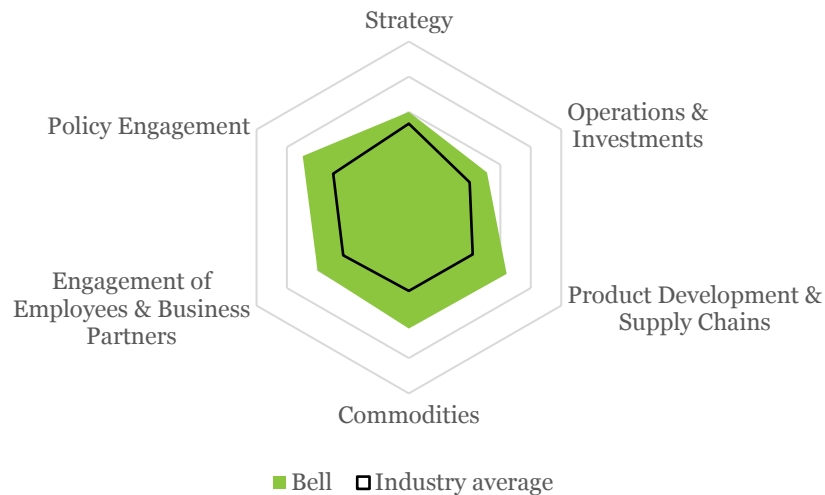 Strategy
Operations &
Investments
Policy Engagement
Engagement of
Employees & Business
Partners
Product Development &
Supply Chains
Commodities
Bell
Industry average